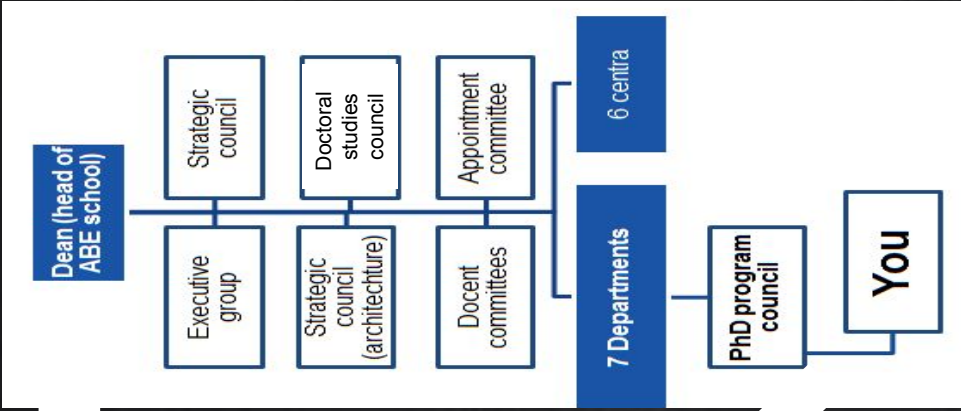 Dean (head of
ABE school)
Executive
group
Strategic
council
Strategic
council
(architechture)
Doctoral
studies
council
Docent
committees
Appointment
committee
7 Departments
6 centra
PhD program
council
You